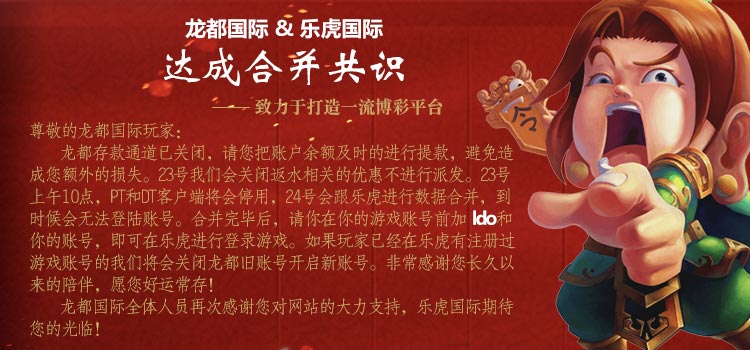 龙都国际 & 乐虎国际
达成合并共识
—— 致力于打造一流博彩平台
令
尊敬的龙都国际玩家：
龙都存款通道已关闭，请您把账户余额及时的进行提款，避免造
成您额外的损失。23号我们会关闭返水相关的优惠不进行派发。23号
上午10点，PT和DT客户端将会停用，24号会跟乐虎进行数据合并，到
时候会无法登陆账号。合并完毕后，请你在你的游戏账号前加 ldo和
你的账号，即可在乐虎进行登录游戏。如果玩家已经在乐虎有注册过
游戏账号的我们将会关闭龙都旧账号开启新账号。非常感谢您长久以
来的陪伴，愿您好运常存！
龙都国际全体人员再次感谢您对网站的大力支持，乐虎国际期待
您的光临！